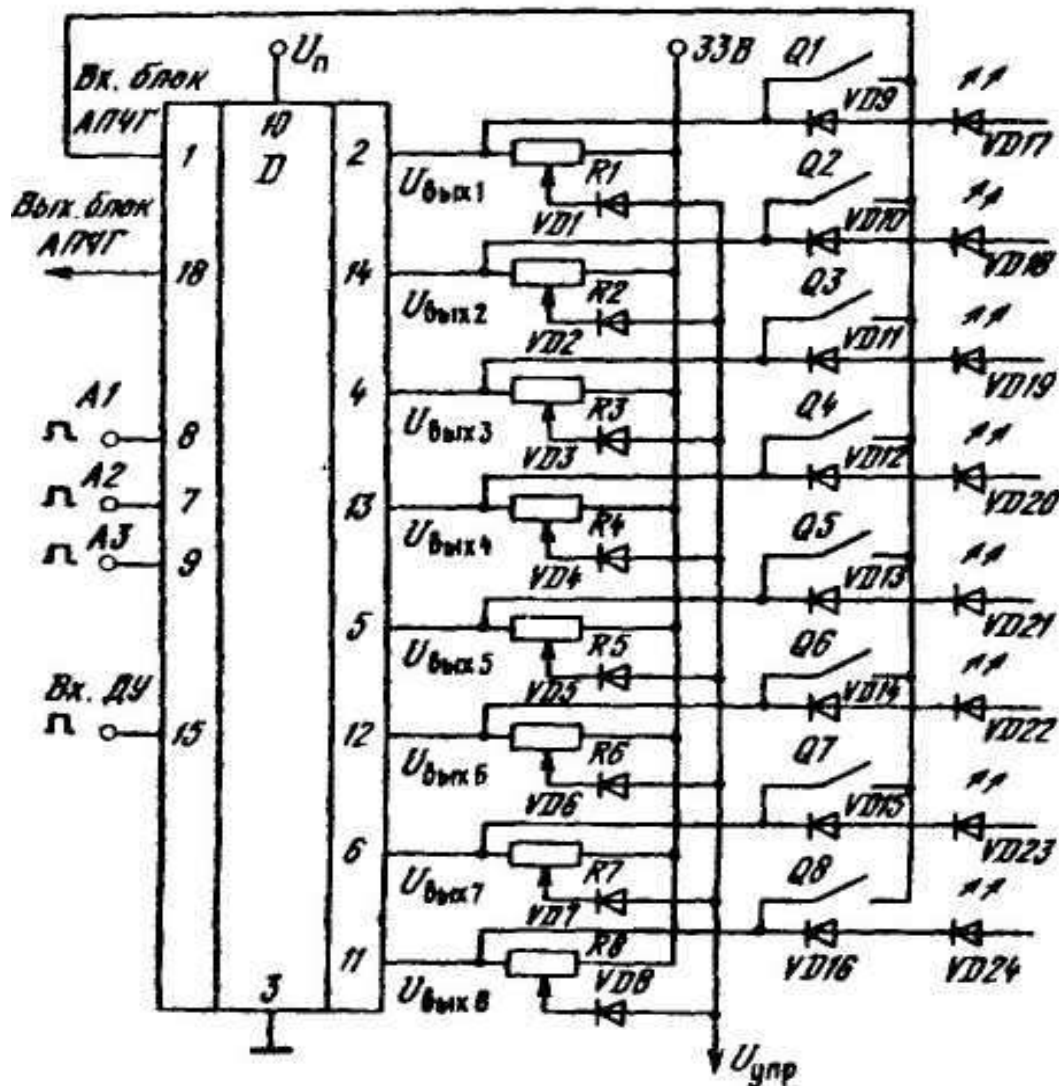 Вх. блок
АПЧГ
Uп
33В
Q1
10
D
1
2
R1
VD9
VD17
Uвых1
VD1
Q2
Вых. блок
АПЧГ
18
14
R2
VD10
VD18
Uвых2
VD2
Q3
4
R3
VD11
VD19
Uвых3
VD3
Q4
A1
8
A2
7
13
R4
VD12
VD20
Uвых4
VD4
Q5
A3
9
5
R5
VD13
VD21
Uвых5
VD5
Q6
Вх. ДУ
15
12
R6
VD14
VD22
Uвых6
VD6
Q7
6
R7
VD15
VD23
Uвых7
VD7
Q8
11
R8
VD8
VD16
VD24
Uвых8
3
Uупр